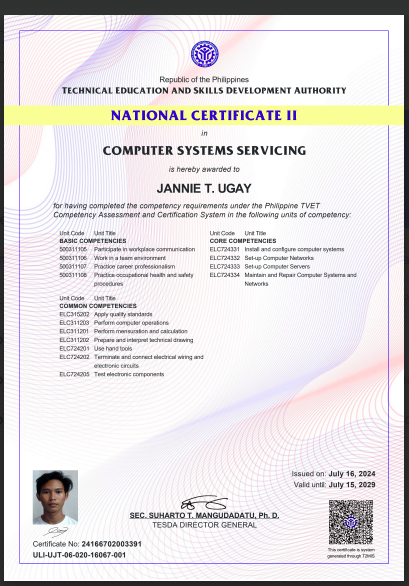 Republic of the Philippines
TECHNICAL EDUCATION AND SKILLS DEVELOPMENT AUTHORITY
NATIONAL CERTIFICATE II
in
COMPUTER SYSTEMS SERVICING
is hereby awarded to
JANNIE T. UGAY
for having completed the competency requirements under the Philippine TVET
Competency Assessment and Certification System in the following units of competency:
Unit Code Unit Title
BASIC COMPETENCIES
500311105 Participate in workplace communication
500311106 Work in a team environment
500311107 Practice career professionalism
500311108 Practice occupational health and safety
procedures
Unit Code Unit Title
CORE COMPETENCIES
ELC724331 Install and configure computer systems
ELC724332 Set-up Computer Networks
ELC724333 Set-up Computer Servers
ELC724334 Maintain and Repair Computer Systems and
Networks
Unit Code Unit Title
COMMON COMPETENCIES
ELC315202 Apply quality standards
ELC311203 Perform computer operations
ELC311201 Perform mensuration and calculation
ELC311202 Prepare and interpret technical drawing
ELC724201 Use hand tools
ELC724202 Terminate and connect electrical wiring and
electronic circuits
ELC724205 Test electronic components
Issued on: July 16, 2024
Valid until: July 15, 2029
SEC. SUHARTO T. MANGUDADATU, Ph. D.
TESDA DIRECTOR GENERAL
Certificate No: 24166702003391
ULI-UJT-06-020-16067-001
This certificate is system
generated through T2MIS